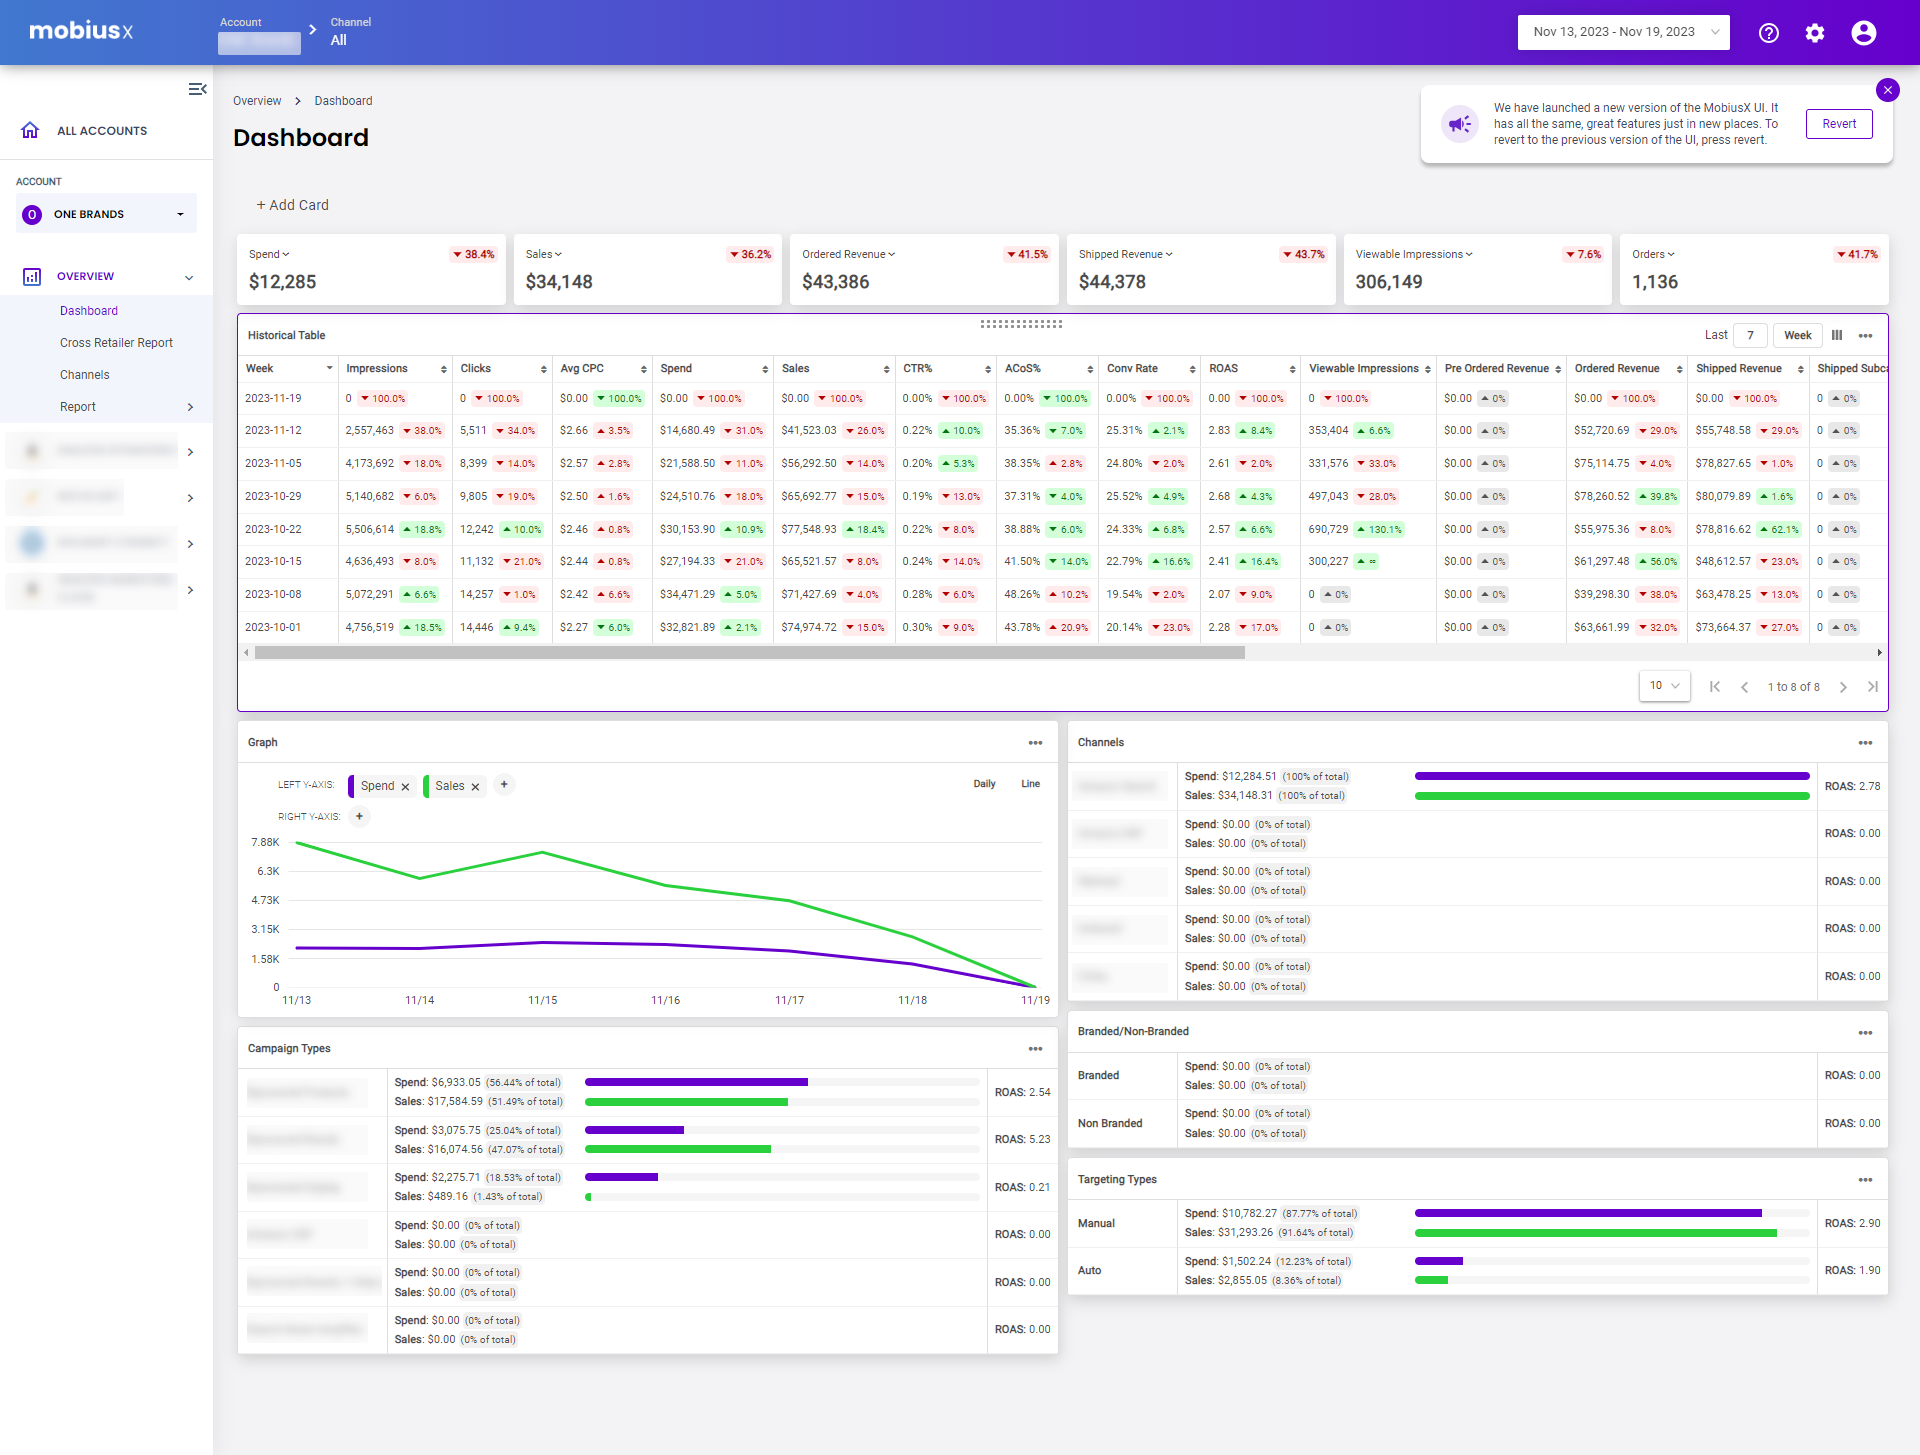 mobiusx
Account
Channel
All
Nov 13, 2023 - Nov 19, 2023
ALL ACCOUNTS
ACCOUNT
O ONE BRANDS
OVERVIEW
Dashboard
Cross Retailer Report
Channels
Report
Overview > Dashboard
Dashboard
We have launched a new version of the MobiusX UI. It
has all the same, great features just in new places. To
revert to the previous version of the UI, press revert.
Revert
+ Add Card
Spend 38.4%
$12,285
Sales 36.2%
$34,148
Ordered Revenue 41.5%
$43,386
Shipped Revenue 43.7%
$44,378
Viewable Impressions 7.6%
306,149
Orders 41.7%
1,136
Historical Table
Last 7 Week
Week Impressions Clicks Avg CPC Spend Sales CTR% ACoS% Conv Rate ROAS Viewable Impressions Pre Ordered Revenue Ordered Revenue Shipped Revenue Shipped Subca
2023-11-19 0 100.0% 0 100.0% $0.00 100.0% $0.00 100.0% $0.00 100.0% 0.00% 100.0% 0.00% 100.0% 0.00% 100.0% 0.00 100.0% 0 100.0% $0.00 0% $0.00 100.0% $0.00 100.0% 0 0%
2023-11-12 2,557,463 38.0% 5,511 34.0% $2.66 3.5% $14,680.49 31.0% $41,523.03 26.0% 0.22% 10.0% 35.36% 7.0% 25.31% 2.1% 2.83 8.4% 353,404 6.6% $0.00 0% $52,720.69 29.0% $55,748.58 29.0% 0 0%
2023-11-05 4,173,692 18.0% 8,399 14.0% $2.57 2.8% $21,588.50 11.0% $56,292.50 14.0% 0.20% 5.3% 38.35% 2.8% 24.80% 2.0% 2.61 2.0% 331,576 33.0% $0.00 0% $75,114.75 4.0% $78,827.65 1.0% 0 0%
2023-10-29 5,140,682 6.0% 9,805 19.0% $2.50 1.6% $24,510.76 18.0% $65,692.77 15.0% 0.19% 13.0% 37.31% 4.0% 25.52% 4.9% 2.68 4.3% 497,043 28.0% $0.00 0% $78,260.52 39.8% $80,079.89 1.6% 0 0%
2023-10-22 5,506,614 18.8% 12,242 10.0% $2.46 0.8% $30,153.90 10.9% $77,548.93 18.4% 0.22% 8.0% 38.88% 6.0% 24.33% 6.8% 2.57 6.6% 690,729 130.1% $0.00 0% $55,975.36 8.0% $78,816.62 62.1% 0 0%
2023-10-15 4,636,493 8.0% 11,132 21.0% $2.44 0.8% $27,194.33 21.0% $65,521.57 8.0% 0.24% 14.0% 41.50% 14.0% 22.79% 16.6% 2.41 16.4% 300,227 ∞ $0.00 0% $61,297.48 56.0% $48,612.57 23.0% 0 0%
2023-10-08 5,072,291 6.6% 14,257 1.0% $2.42 6.6% $34,471.29 5.0% $71,427.69 4.0% 0.28% 6.0% 48.26% 10.2% 19.54% 2.0% 2.07 9.0% 0 0% $0.00 0% $39,298.30 38.0% $63,478.25 13.0% 0 0%
2023-10-01 4,756,519 18.5% 14,446 9.4% $2.27 6.0% $32,821.89 2.1% $74,974.72 15.0% 0.30% 9.0% 43.78% 20.9% 20.14% 23.0% 2.28 17.0% 0 0% $0.00 0% $63,661.99 32.0% $73,664.37 27.0% 0 0%
10 1 to 8 of 8
Graph
LEFT Y-AXIS: Spend × Sales × +
Daily Line
RIGHT Y-AXIS: +
7.88K
6.3K
4.73K
3.15K
1.58K
0
11/13 11/14 11/15 11/16 11/17 11/18 11/19
Campaign Types
Spend: $6,933.05 (56.44% of total)
Sales: $17,584.59 (51.49% of total)
ROAS: 2.54
Spend: $3,075.75 (25.04% of total)
Sales: $16,074.56 (47.07% of total)
ROAS: 5.23
Spend: $2,275.71 (18.53% of total)
Sales: $489.16 (1.43% of total)
ROAS: 0.21
Spend: $0.00 (0% of total)
Sales: $0.00 (0% of total)
ROAS: 0.00
Spend: $0.00 (0% of total)
Sales: $0.00 (0% of total)
ROAS: 0.00
Spend: $0.00 (0% of total)
Sales: $0.00 (0% of total)
ROAS: 0.00
Channels
Spend: $12,284.51 (100% of total)
Sales: $34,148.31 (100% of total)
ROAS: 2.78
Spend: $0.00 (0% of total)
Sales: $0.00 (0% of total)
ROAS: 0.00
Spend: $0.00 (0% of total)
Sales: $0.00 (0% of total)
ROAS: 0.00
Spend: $0.00 (0% of total)
Sales: $0.00 (0% of total)
ROAS: 0.00
Spend: $0.00 (0% of total)
Sales: $0.00 (0% of total)
ROAS: 0.00
Branded/Non-Branded
Branded
Spend: $0.00 (0% of total)
Sales: $0.00 (0% of total)
ROAS: 0.00
Non Branded
Spend: $0.00 (0% of total)
Sales: $0.00 (0% of total)
ROAS: 0.00
Targeting Types
Manual
Spend: $10,782.27 (87.77% of total)
Sales: $31,293.26 (91.64% of total)
ROAS: 2.90
Auto
Spend: $1,502.24 (12.23% of total)
Sales: $2,855.05 (8.36% of total)
ROAS: 1.90